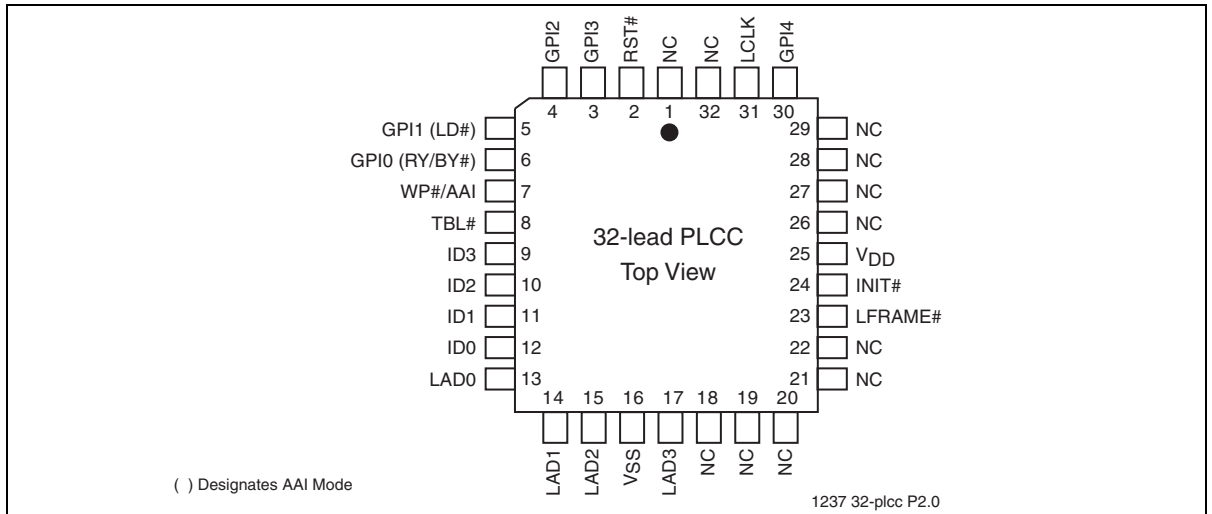 GPI2
GPI3
RST#
NC
NC
LCLK
GPI4
4 3 2 1 32 31 30
GPI1 (LD#) 5
GPI0 (RY/BY#) 6
WP#/AAI 7
TBL# 8
ID3 9
ID2 10
ID1 11
ID0 12
LAD0 13
32-lead PLCC
Top View
29 NC
28 NC
27 NC
26 NC
25 VDD
24 INIT#
23 LFRAME#
22 NC
21 NC
14 15 16 17 18 19 20
LAD1
LAD2
VSS
LAD3
NC
NC
NC
( ) Designates AAI Mode
1237 32-plcc P2.0